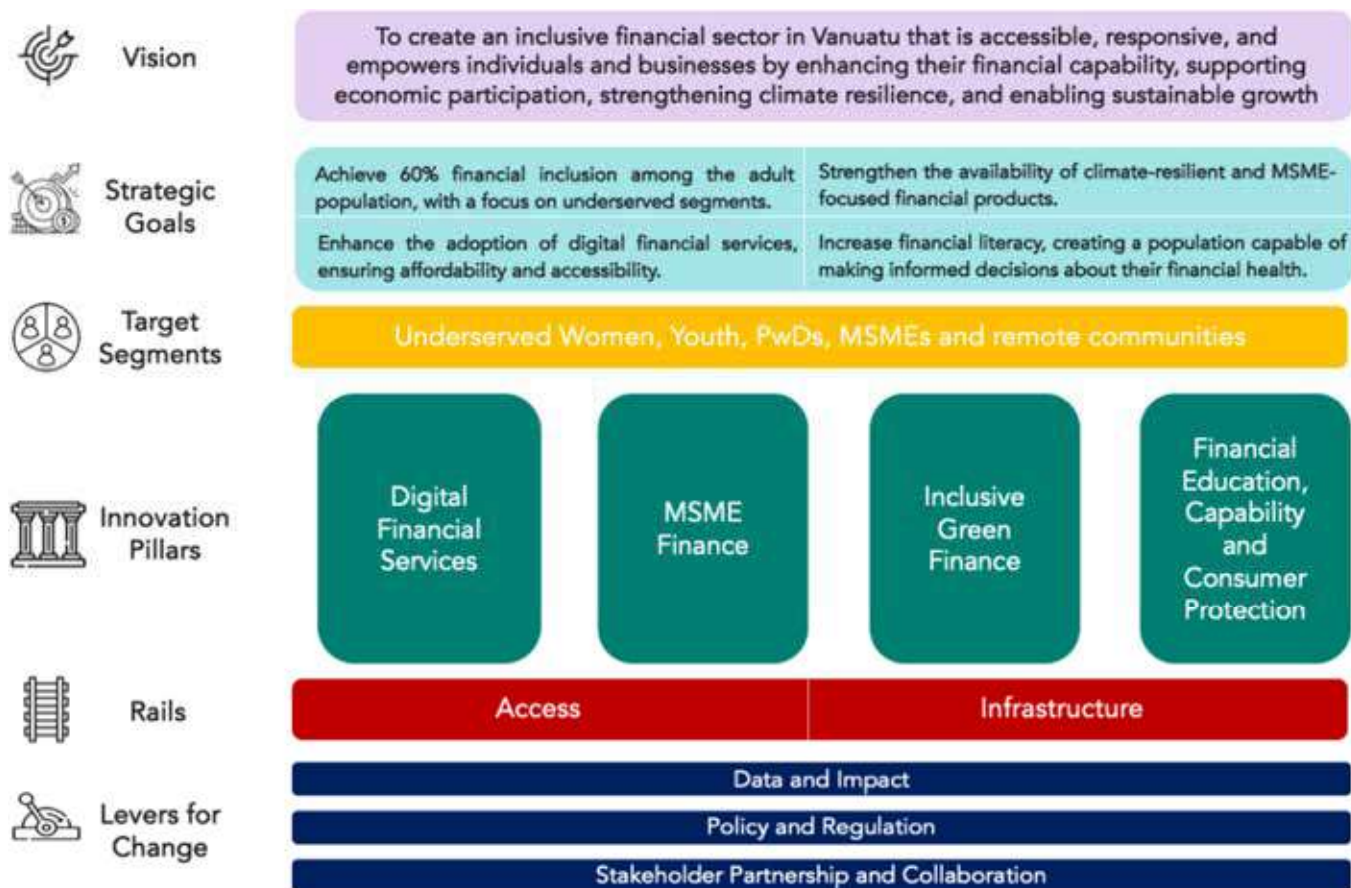 Vision
To create an inclusive financial sector in Vanuatu that is accessible, responsive, and
empowers individuals and businesses by enhancing their financial capability, supporting
economic participation, strengthening climate resilience, and enabling sustainable growth
Strategic
Goals
Achieve 60% financial inclusion among the adult
population, with a focus on underserved segments.
Strengthen the availability of climate-resilient and MSME-
focused financial products.
Enhance the adoption of digital financial services,
ensuring affordability and accessibility.
Increase financial literacy, creating a population capable of
making informed decisions about their financial health.
Target
Segments
Underserved Women, Youth, PwDs, MSMEs and remote communities
Innovation
Pillars
Digital
Financial
Services
MSME
Finance
Inclusive
Green
Finance
Financial
Education,
Capability
and
Consumer
Protection
Rails
Access
Infrastructure
Levers for
Change
Data and Impact
Policy and Regulation
Stakeholder Partnership and Collaboration